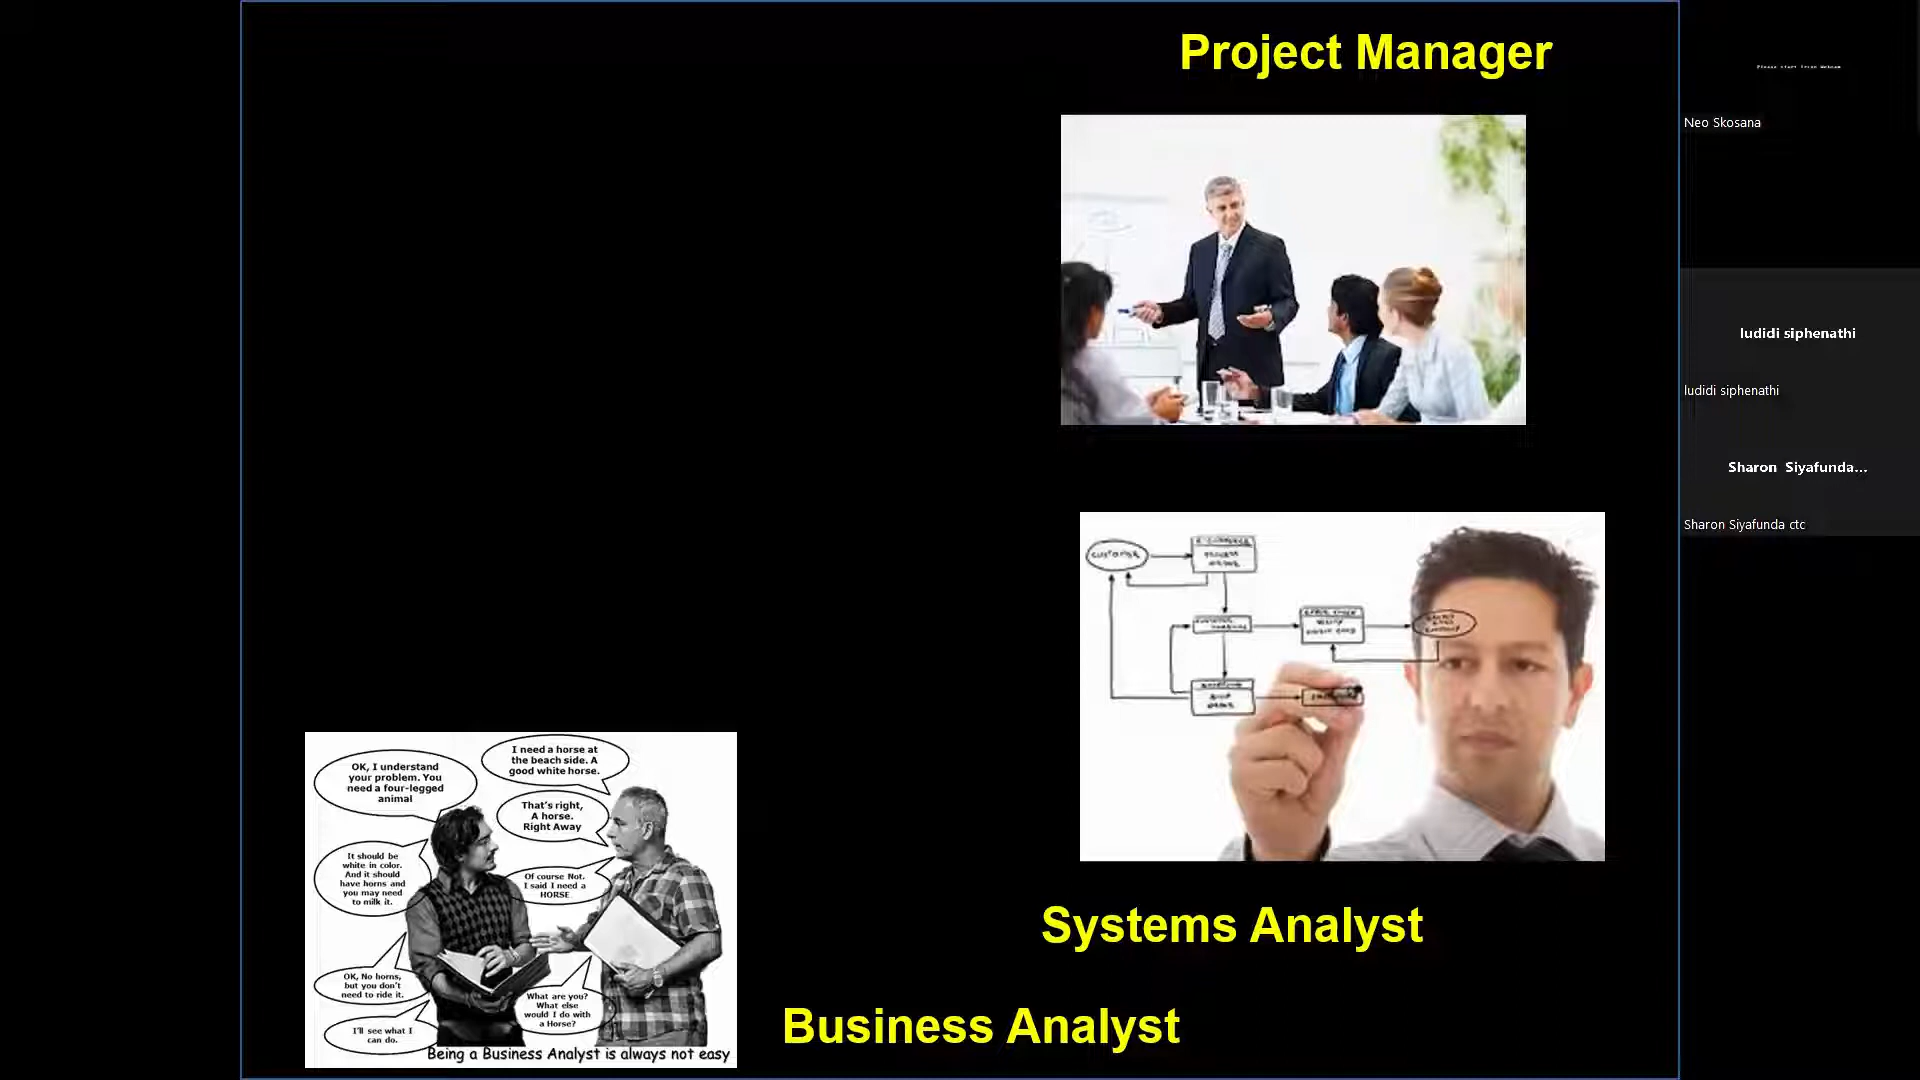 Project Manager
Please start Iriun Webcam
Neo Skosana
ludidi siphenathi
ludidi siphenathi
Sharon Siyafunda...
Sharon Siyafunda ctc
CUSTOMER
OK, I understand
your problem. You
need a four-legged
animal
I need a horse at
the beach side. A
good white horse.
That's right,
A horse.
Right Away
It should be
white in color.
And it should
have horns and
you may need
to milk it.
Of course Not.
I said I need a
HORSE
OK, No horns,
but you don't
need to ride it.
What are you?
What else
would I do with
a Horse?
I'll see what I
can do.
Being a Business Analyst is always not easy
Systems Analyst
Business Analyst